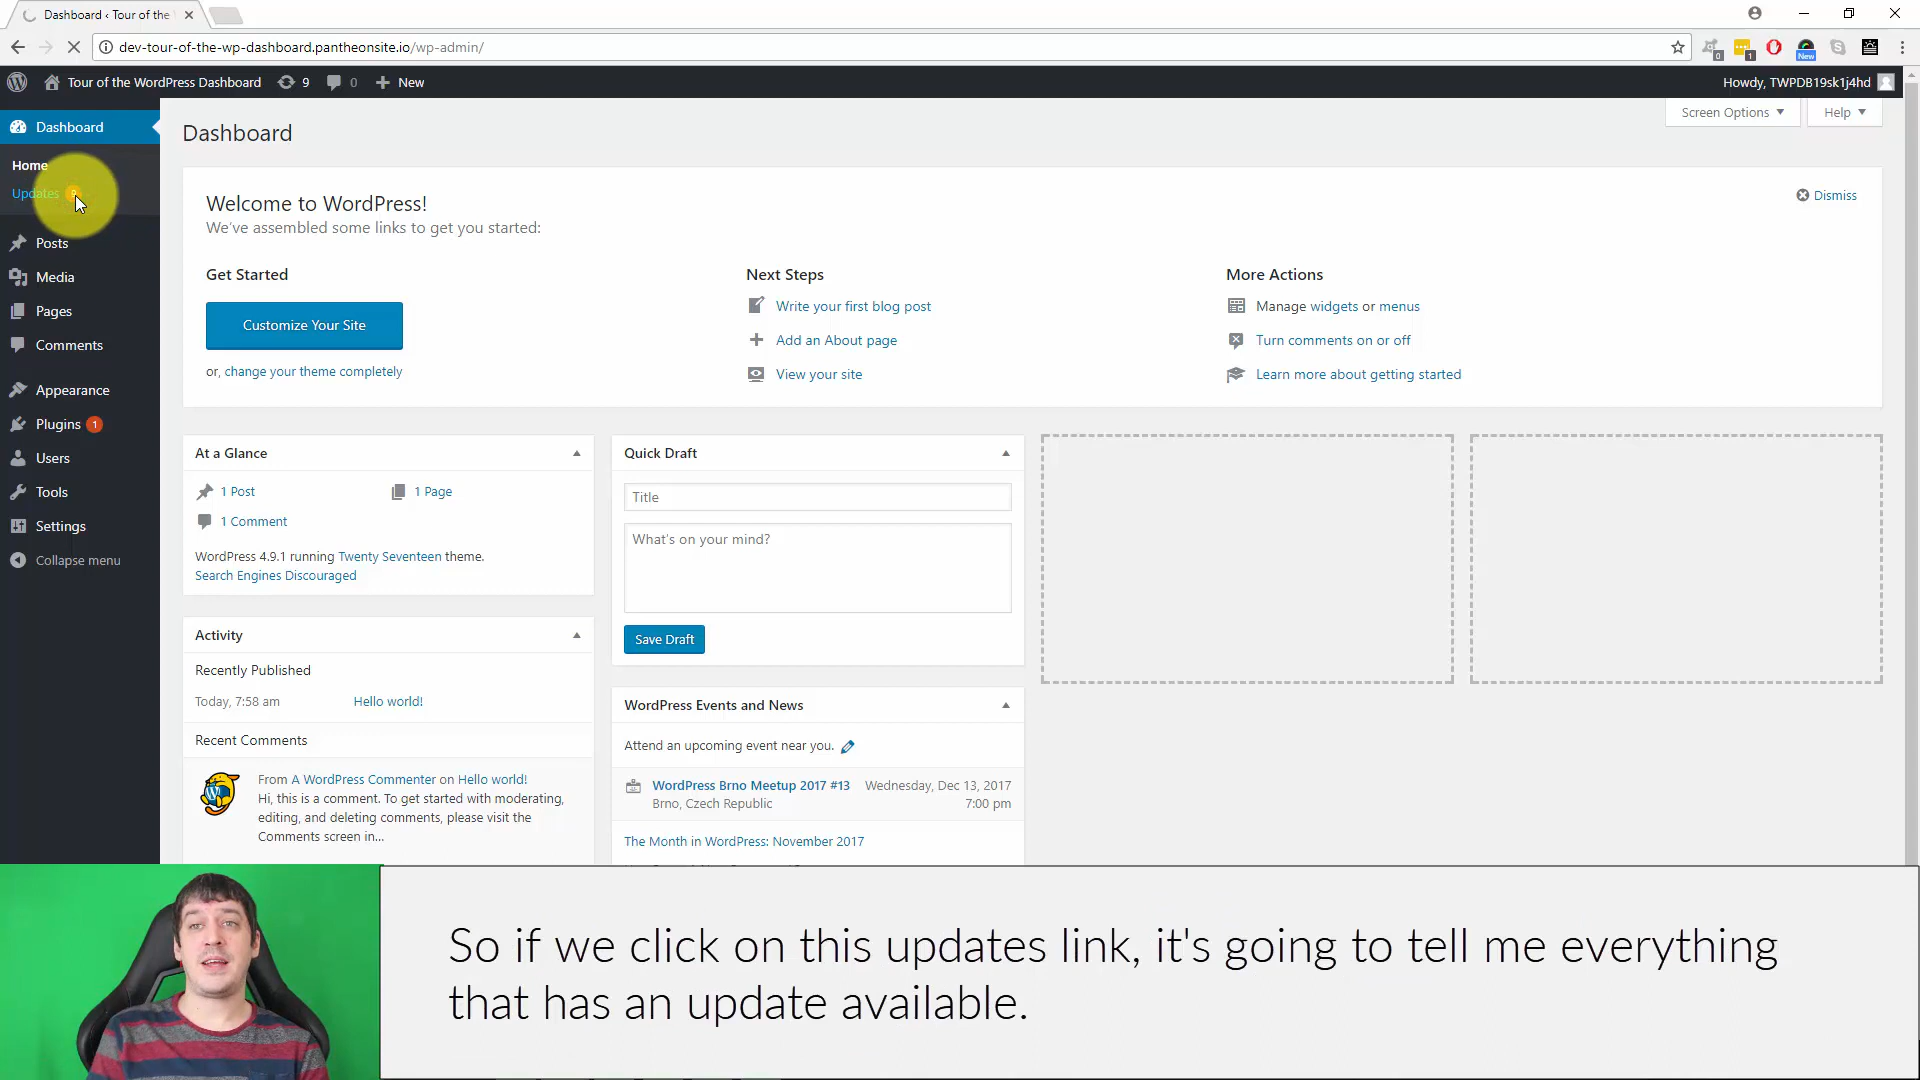 Dashboard ‹ Tour of the
dev-tour-of-the-wp-dashboard.pantheonsite.io/wp-admin/
0
1
New
Tour of the WordPress Dashboard
9
0
New
Howdy, TWPDB19sk1j4hd
Dashboard
Home
Updates
Posts
Media
Pages
Comments
Appearance
Plugins 1
Users
Tools
Settings
Collapse menu
Dashboard
Screen Options
Help
Welcome to WordPress!
We've assembled some links to get you started:
Dismiss
Get Started
Customize Your Site
or, change your theme completely
Next Steps
Write your first blog post
Add an About page
View your site
More Actions
Manage widgets or menus
Turn comments on or off
Learn more about getting started
At a Glance
1 Post
1 Page
1 Comment
WordPress 4.9.1 running Twenty Seventeen theme.
Search Engines Discouraged
Activity
Recently Published
Today, 7:58 am
Hello world!
Recent Comments
From A WordPress Commenter on Hello world!
Hi, this is a comment. To get started with moderating,
editing, and deleting comments, please visit the
Comments screen in…
Quick Draft
Title
What's on your mind?
Save Draft
WordPress Events and News
Attend an upcoming event near you.
WordPress Brno Meetup 2017 #13
Brno, Czech Republic
Wednesday, Dec 13, 2017
7:00 pm
The Month in WordPress: November 2017
So if we click on this updates link, it's going to tell me everything
that has an update available.